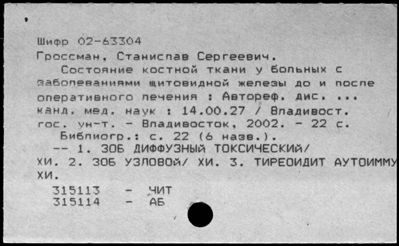 Шифр 02-63304
Гроссман, Станислав Сергеевич.
Состояние костной ткани у больных с
заболеваниями щитовидной железы до и после
оперативного лечения : Автореф. дис. ...
канд. мед. наук : 14.00.27 / Владивост.
гос. ун-т. - Владивосток, 2002. - 22 с.
Библиогр.: с. 22 (6 назв.).
-- 1. ЗОБ ДИФФУЗНЫЙ ТОКСИЧЕСКИЙ/
ХИ. 2. ЗОБ УЗЛОВОЙ/ ХИ. 3. ТИРЕОИДИТ АУТОИММУ
ХИ.
315113 - ЧИТ
315114 - АБ